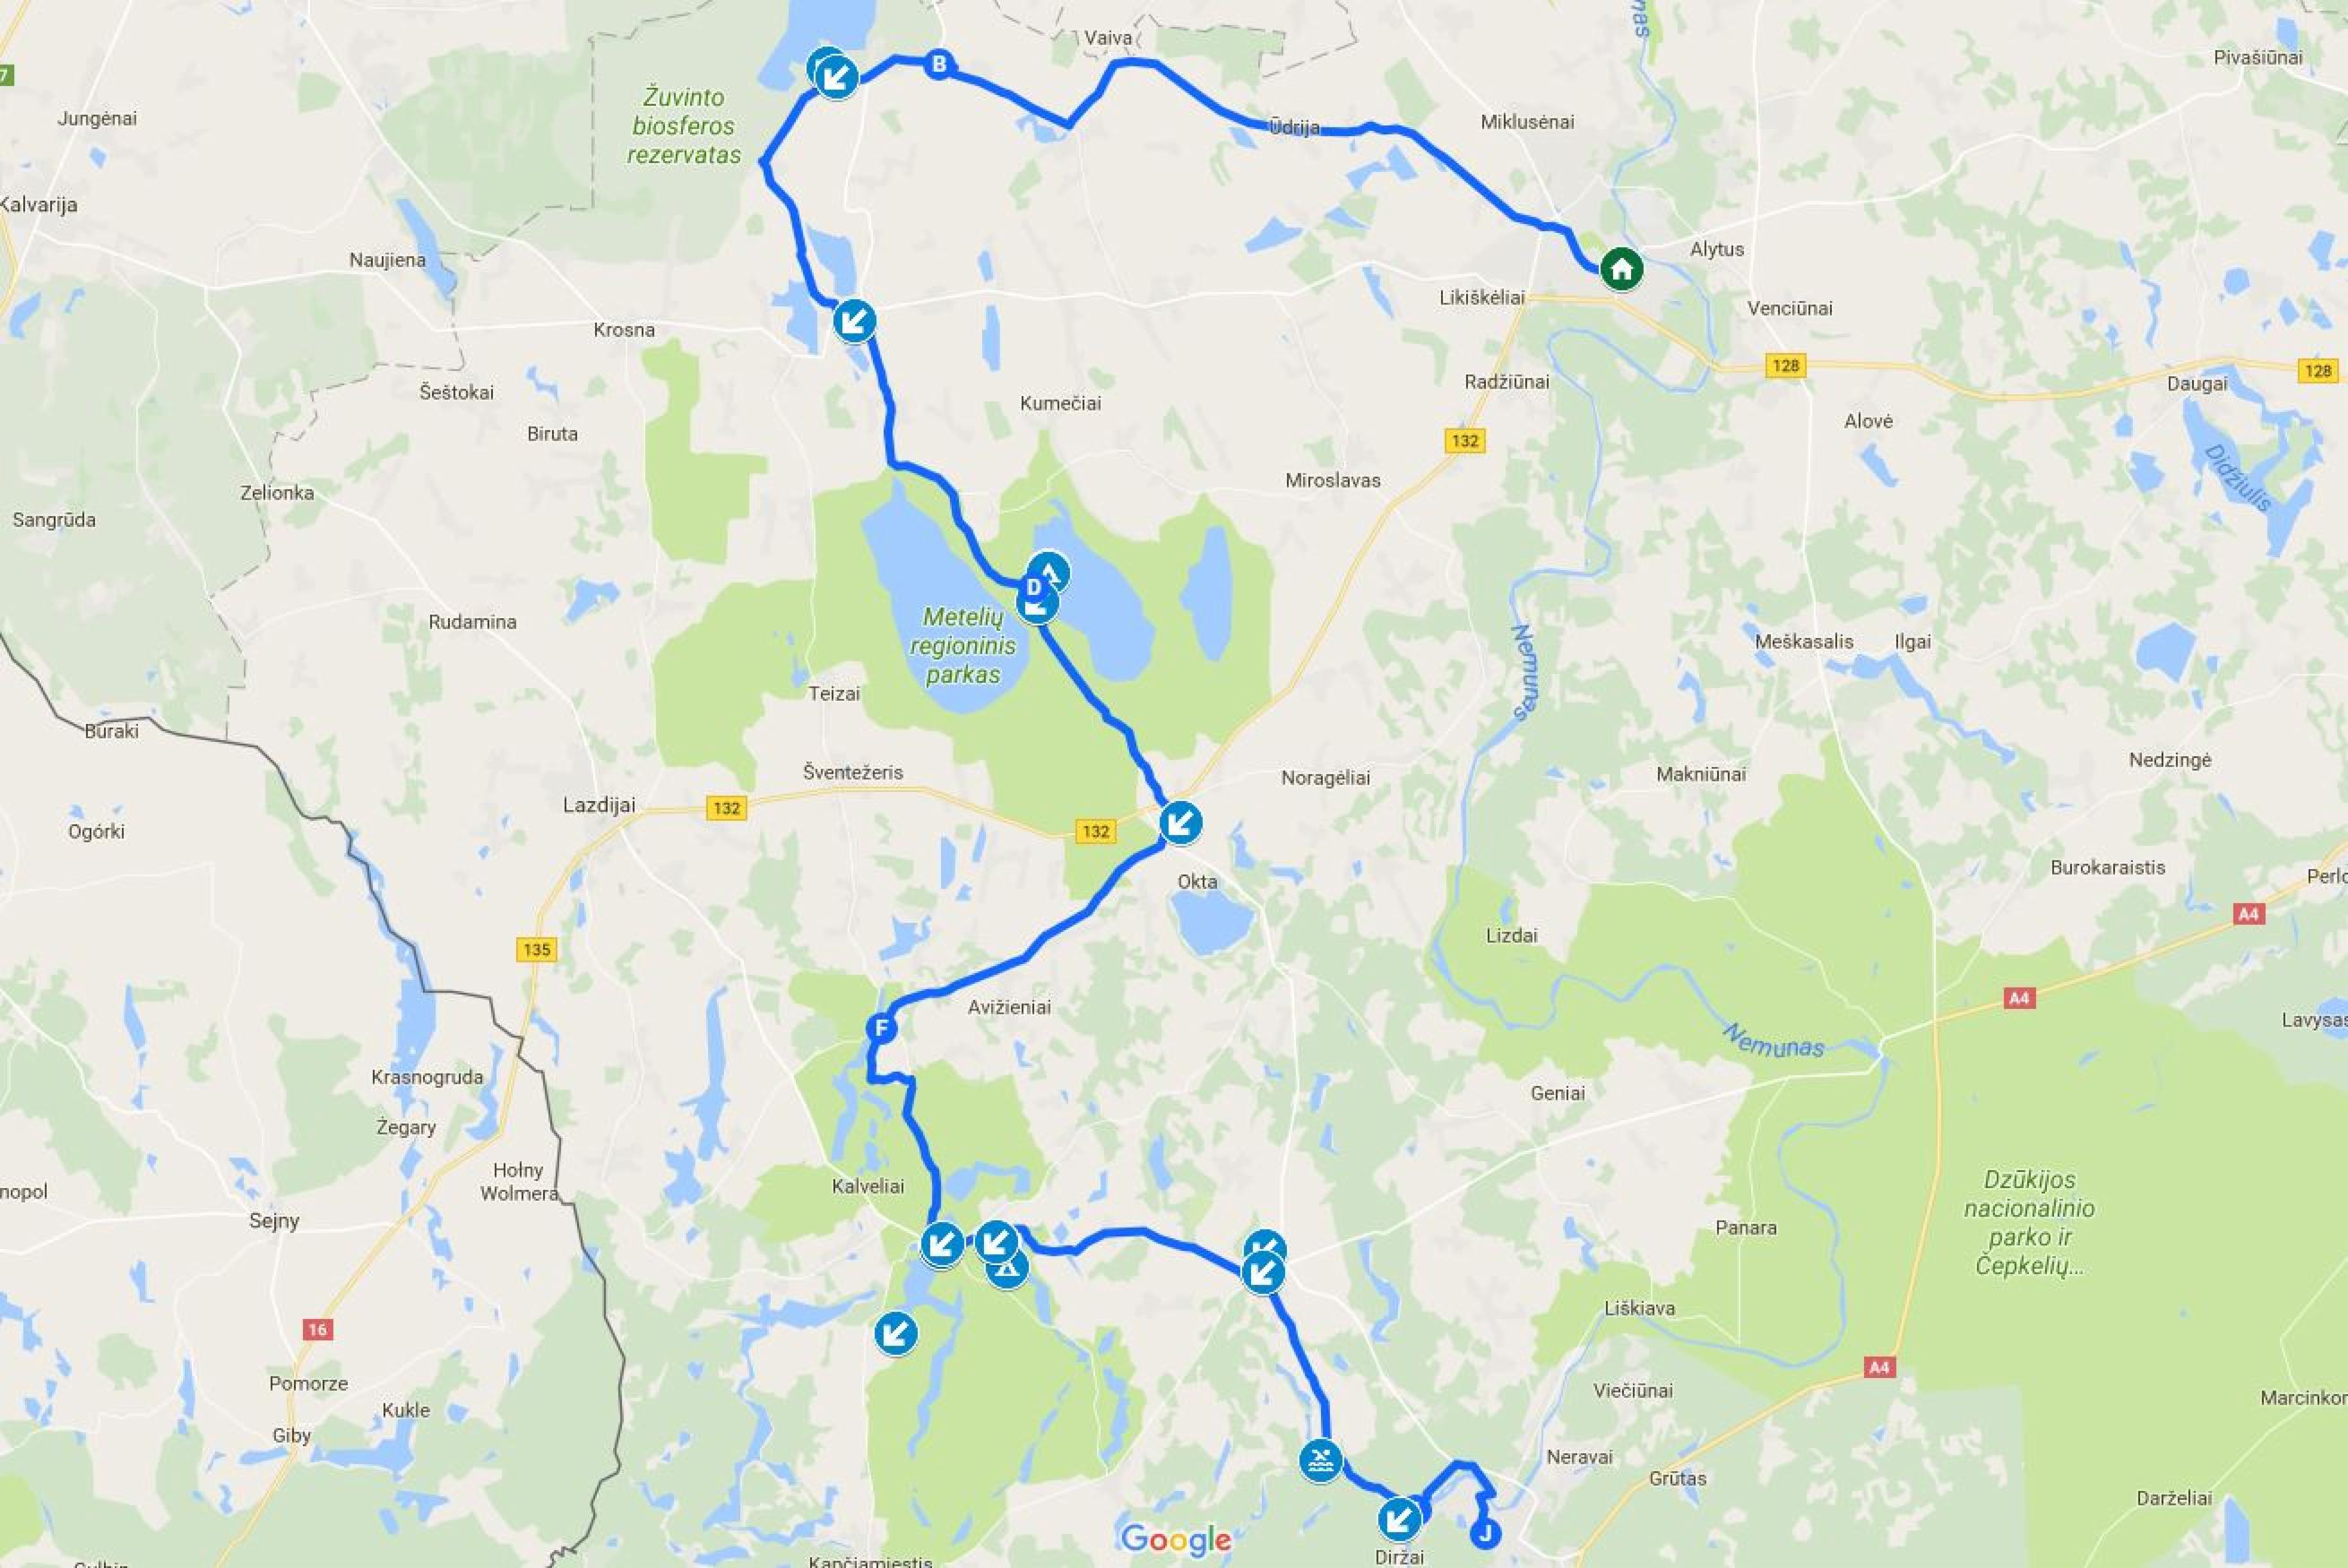 nas
Vaiva
B
Pivašiūnai
7
Žuvinto
biosferos
rezervatas
Jungėnai
Ūdrija
Miklusėnai
Kalvarija
Naujiena
Alytus
Likiškėliai
Venciūnai
Krosna
128
128
Šeštokai
Radžiūnai
Daugai
Kumečiai
Alovė
Biruta
132
Didžiulis
Zelionka
Miroslavas
Sangrūda
D
Metelių
regioninis
parkas
Rudamina
Nemunas
Meškasalis
Ilgai
Teizai
Buraki
Šventežeris
Noragėliai
Makniūnai
Nedzingė
Lazdijai
132
132
Ogórki
Okta
Burokaraistis
Perlo
A4
135
Lizdai
A4
Avižieniai
F
Lavysas
Nemunas
Krasnogruda
Geniai
Żegary
Hołny
Wolmera
Kalveliai
nopol
Sejny
Dzūkijos
nacionalinio
parko ir
Čepkelių...
Panara
Liškiava
16
A4
Pomorze
Viečiūnai
Marcinkon
Kukle
Giby
Neravai
Grūtas
Darželiai
J
Google
Diržai
Kapčiamiestis